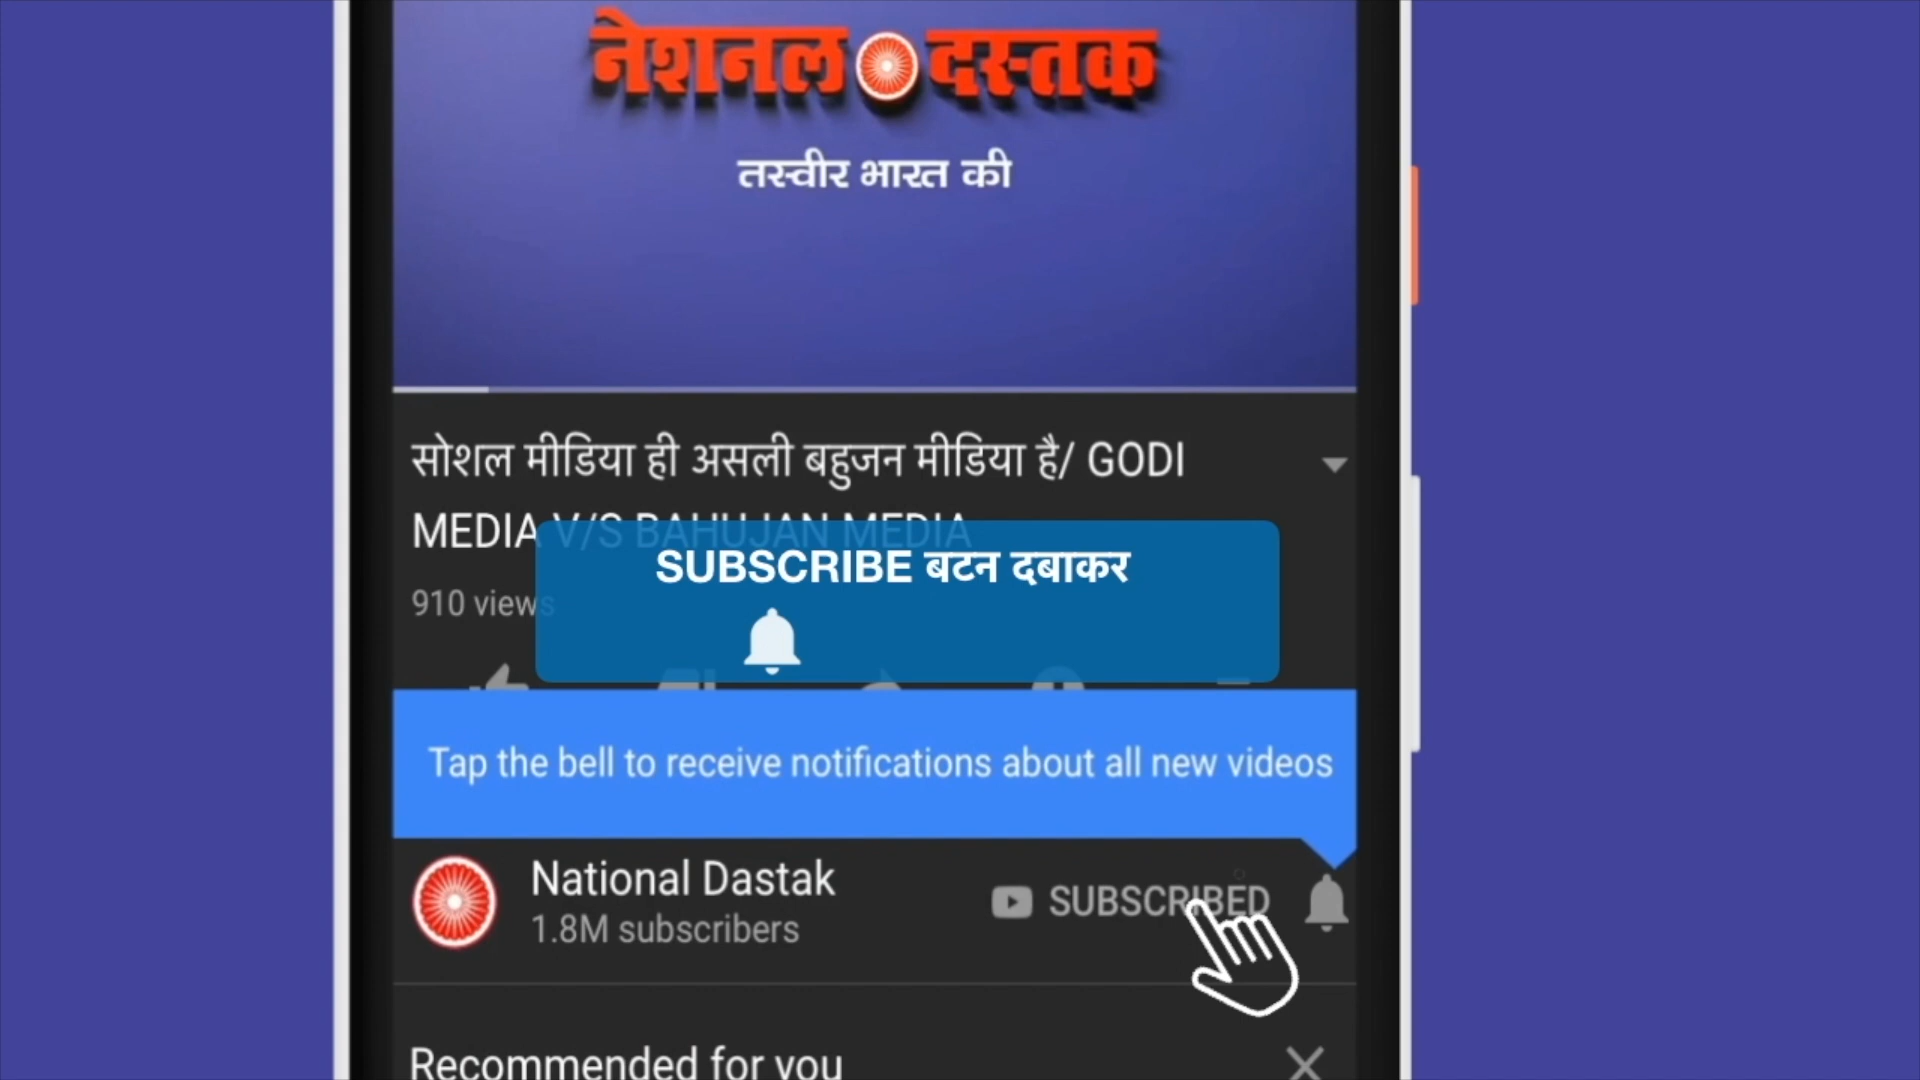 नेशनल दस्तक
तस्वीर भारत की
सोशल मीडिया ही असली बहुजन मीडिया है/ GODI
MEDIA V/S BAHUJAN MEDIA
SUBSCRIBE बटन दबाकर
910 views
Tap the bell to receive notifications about all new videos
National Dastak
SUBSCRIBED
1.8M subscribers
Recommended for you